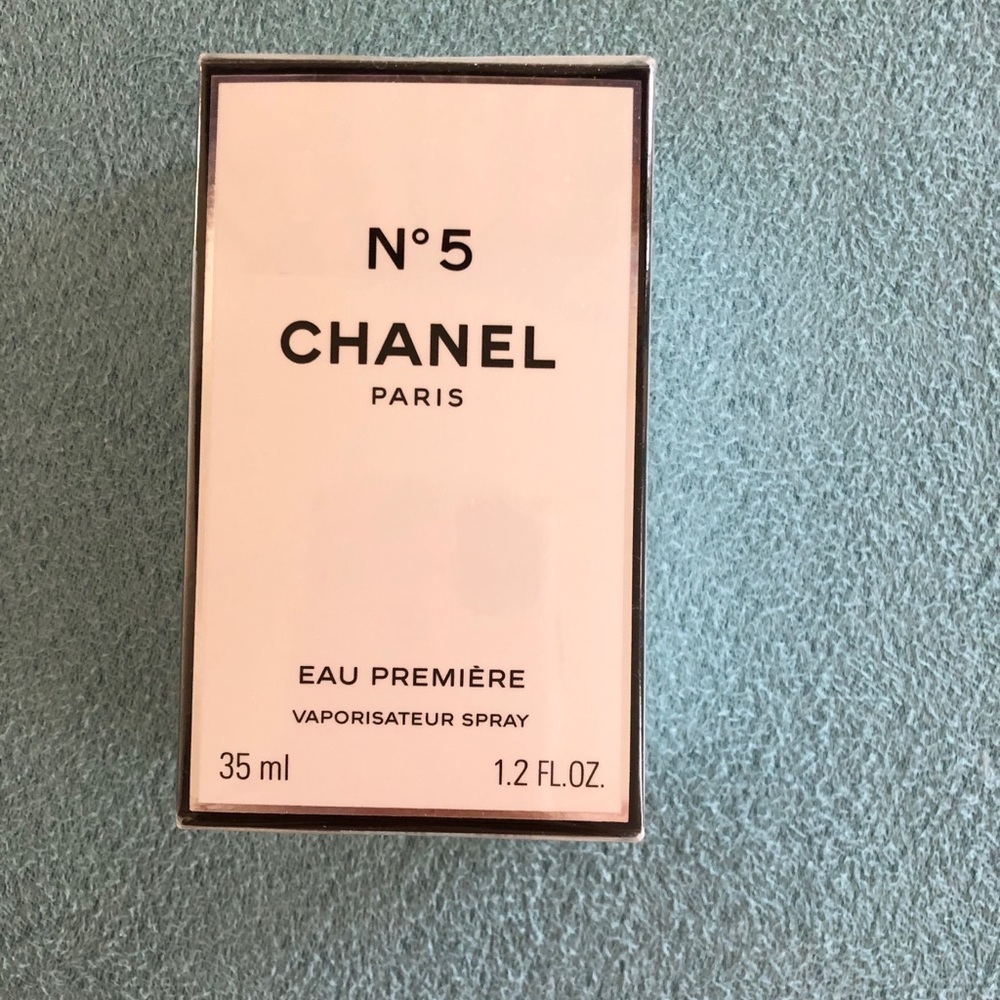 N°5
CHANEL
PARIS
EAU PREMIÈRE
VAPORISATEUR SPRAY
35 ml 1.2 FL.OZ.